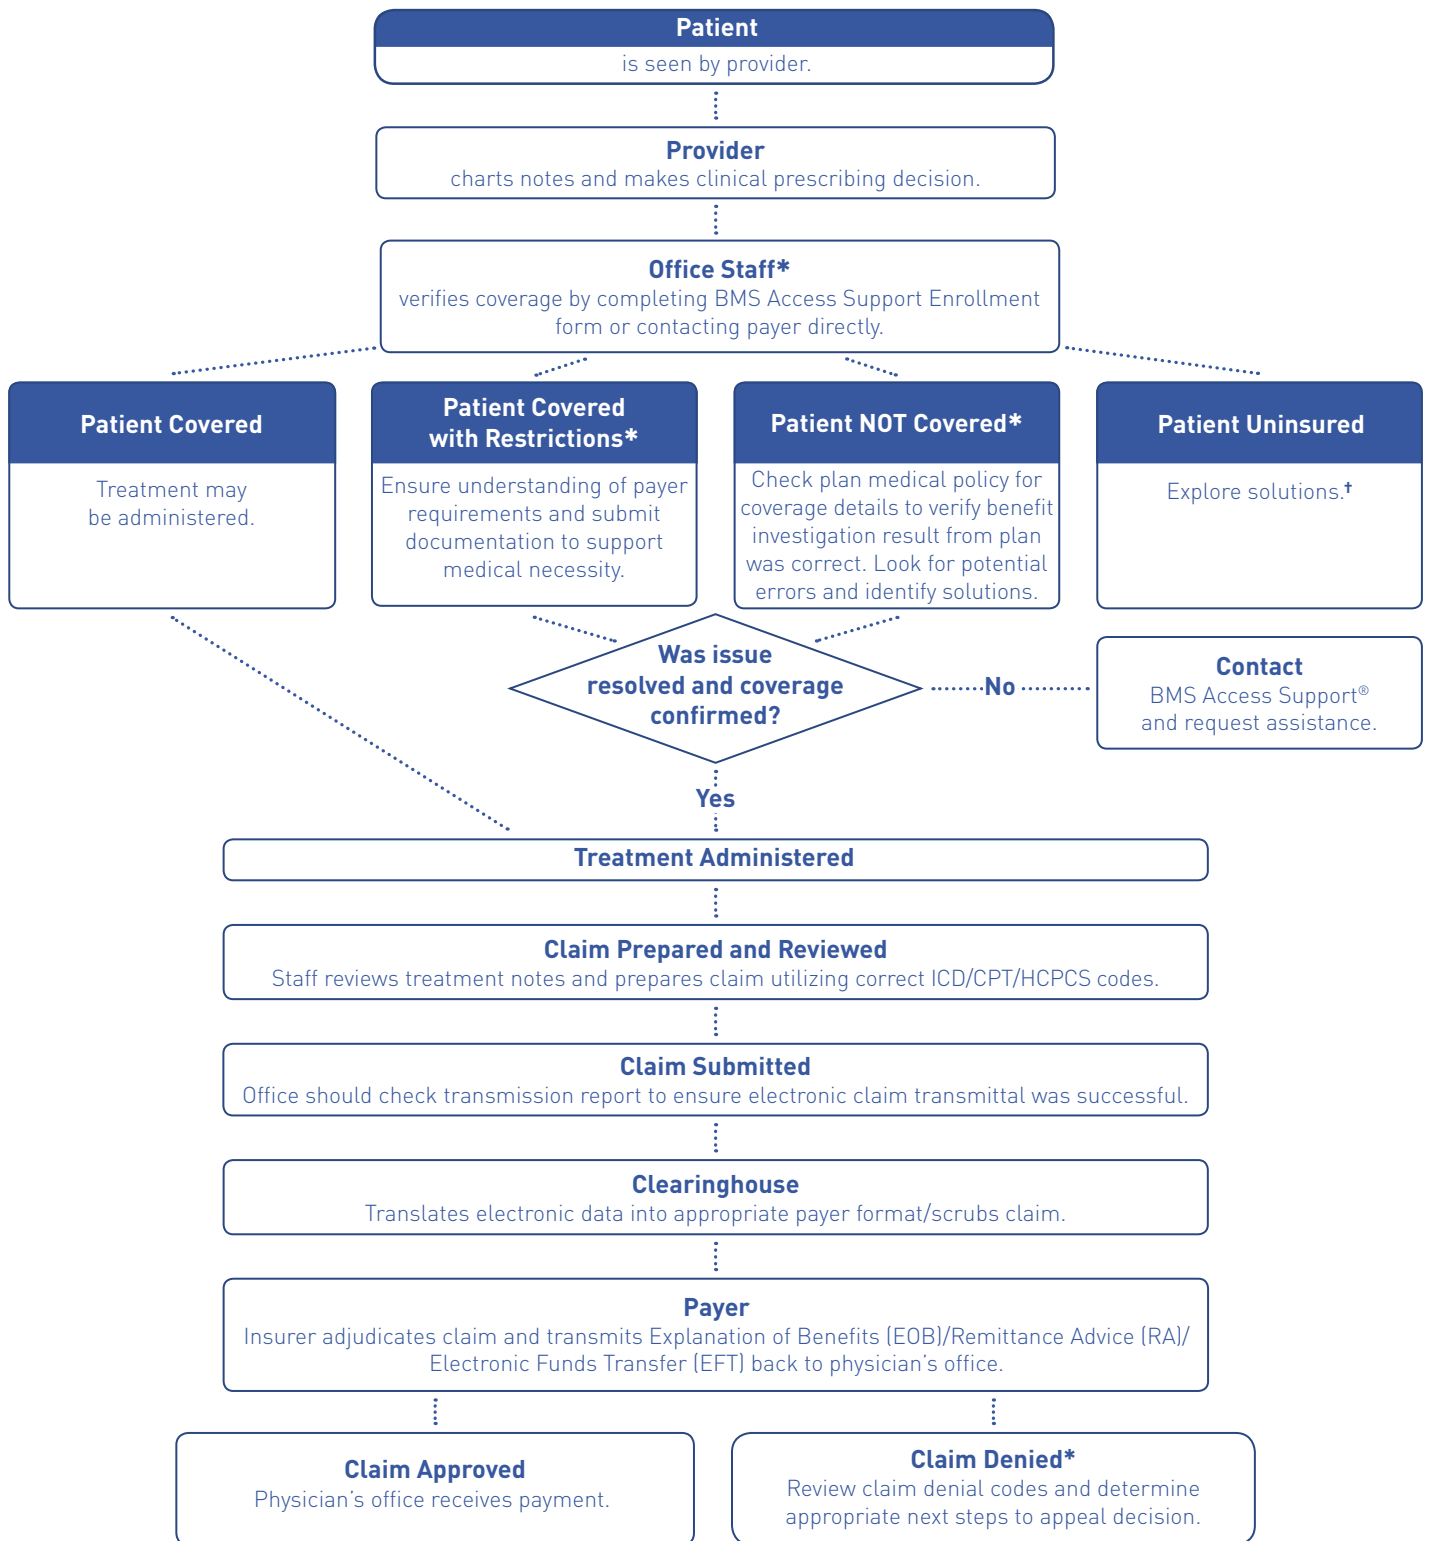 Patient
is seen by provider.
Provider
charts notes and makes clinical prescribing decision.
Office Staff*
verifies coverage by completing BMS Access Support Enrollment
form or contacting payer directly.
Patient Covered
Treatment may
be administered.
Patient Covered
with Restrictions*
Ensure understanding of payer
requirements and submit
documentation to support
medical necessity.
Patient NOT Covered*
Check plan medical policy for
coverage details to verify benefit
investigation result from plan
was correct. Look for potential
errors and identify solutions.
Patient Uninsured
Explore solutions.†
Was issue
resolved and coverage
confirmed?
No
Contact
BMS Access Support®
and request assistance.
Yes
Treatment Administered
Claim Prepared and Reviewed
Staff reviews treatment notes and prepares claim utilizing correct ICD/CPT/HCPCS codes.
Claim Submitted
Office should check transmission report to ensure electronic claim transmittal was successful.
Clearinghouse
Translates electronic data into appropriate payer format/scrubs claim.
Payer
Insurer adjudicates claim and transmits Explanation of Benefits (EOB)/Remittance Advice (RA)/
Electronic Funds Transfer (EFT) back to physician's office.
Claim Approved
Physician's office receives payment.
Claim Denied*
Review claim denial codes and determine
appropriate next steps to appeal decision.